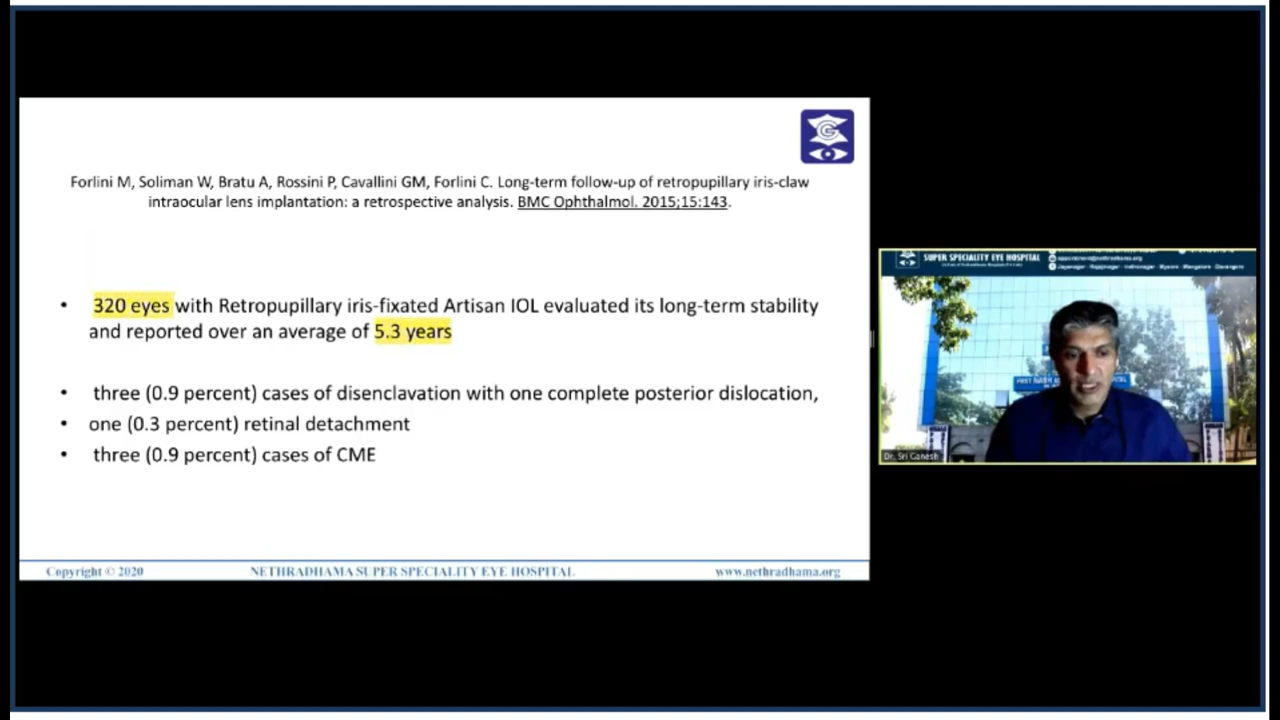 G
Forlini M, Soliman W, Bratu A, Rossini P, Cavallini GM, Forlini C. Long-term follow-up of retropupillary iris-claw
intraocular lens implantation: a retrospective analysis. BMC Ophthalmol. 2015;15:143.
• 320 eyes with Retropupillary iris-fixated Artisan IOL evaluated its long-term stability
and reported over an average of 5.3 years
• three (0.9 percent) cases of disenclavation with one complete posterior dislocation,
• one (0.3 percent) retinal detachment
• three (0.9 percent) cases of CME
Copyright © 2020 NETHRADHAMA SUPER SPECIALITY EYE HOSPITAL www.nethradhama.org
SUPER SPECIALITY EYE HOSPITAL
Dr. Sri Ganesh